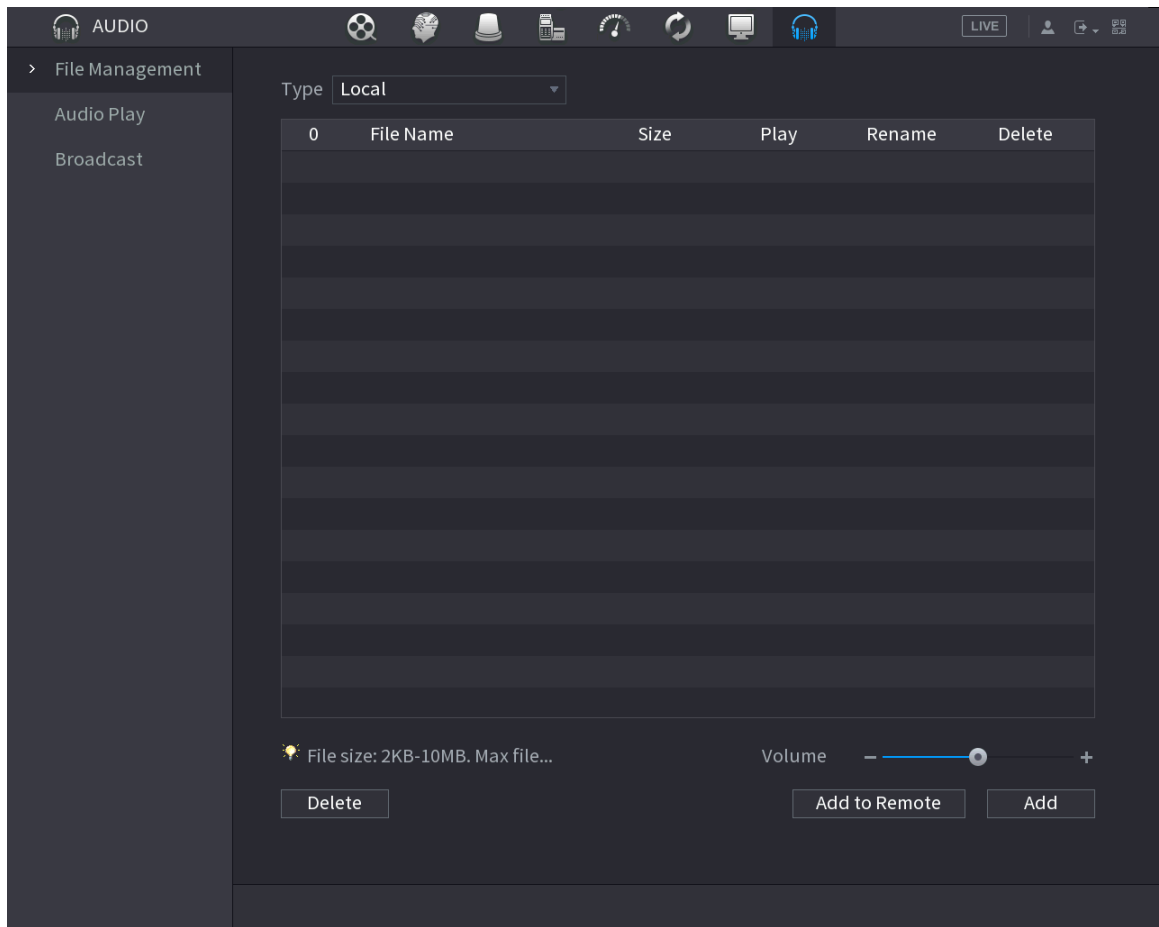 AUDIO LIVE
File Management
Audio Play
Broadcast
Type Local
0 File Name Size Play Rename Delete
File size: 2KB-10MB. Max file... Volume
Delete Add to Remote Add